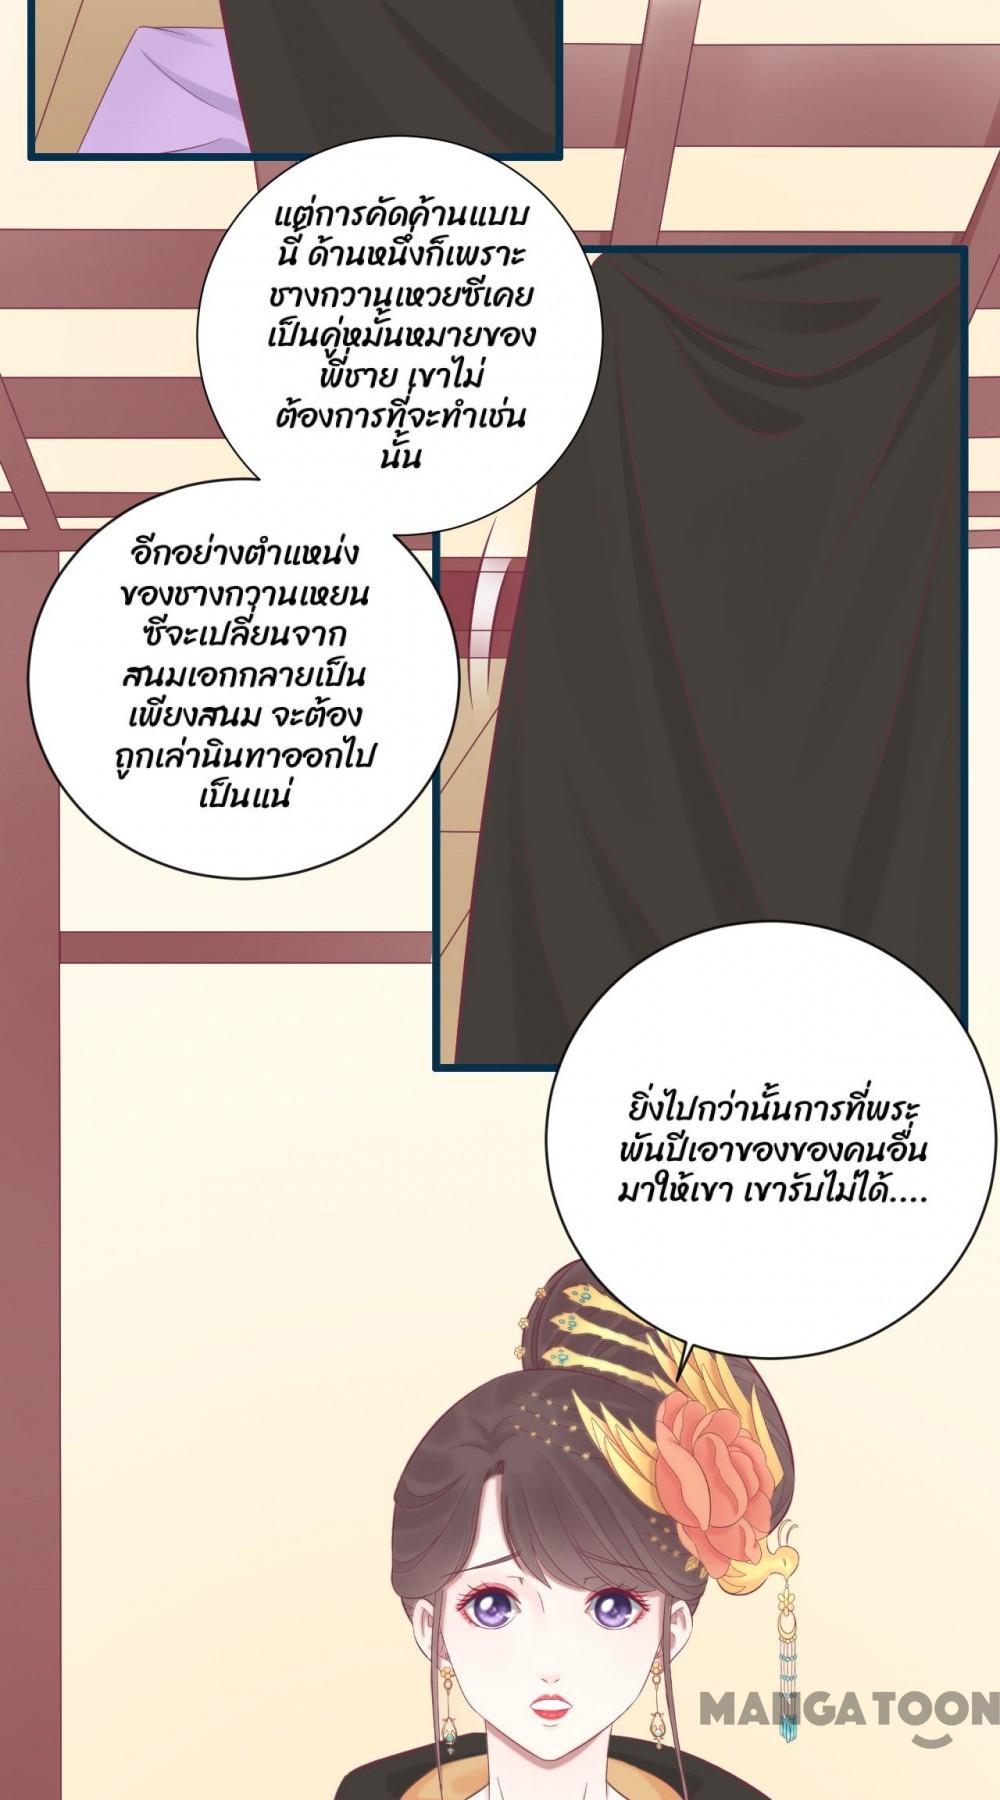 แต่การคัดค้านแบบ
นี้ ด้านหนึ่งก็เพราะ
ชางกวานเหวยซีเคย
เป็นคู่หมั้นหมายของ
พี่ชาย เขาไม่
ต้องการที่จะทำเช่น
นั้น
อีกอย่างตำแหน่ง
ของชางกวานเหยน
ซีจะเปลี่ยนจาก
สนมเอกกลายเป็น
เพียงสนม จะต้อง
ถูกเล่านินทาออกไป
เป็นแน่
ยิ่งไปกว่านั้นการที่พระ
พันปีเอาของของคนอื่น
มาให้เขา เขารับไม่ได้....
MANGATOON